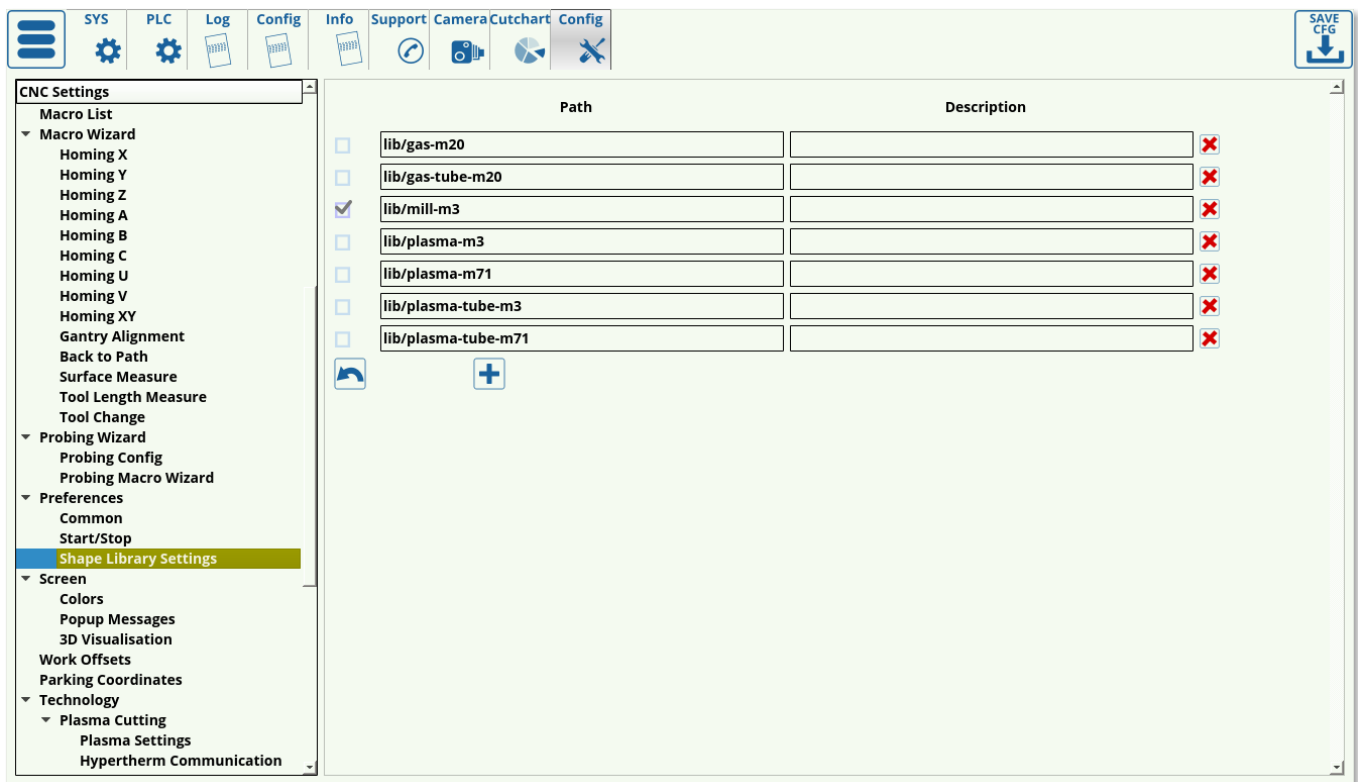 SYS PLC Log Config Info Support Camera Cutchart Config
SAVE
CFG
CNC Settings
Macro List
Macro Wizard
Homing X
Homing Y
Homing Z
Homing A
Homing B
Homing C
Homing U
Homing V
Homing XY
Gantry Alignment
Back to Path
Surface Measure
Tool Length Measure
Tool Change
Probing Wizard
Probing Config
Probing Macro Wizard
Preferences
Common
Start/Stop
Shape Library Settings
Screen
Colors
Popup Messages
3D Visualisation
Work Offsets
Parking Coordinates
Technology
Plasma Cutting
Plasma Settings
Hypertherm Communication
Path Description
lib/gas-m20
lib/gas-tube-m20
lib/mill-m3
lib/plasma-m3
lib/plasma-m71
lib/plasma-tube-m3
lib/plasma-tube-m71